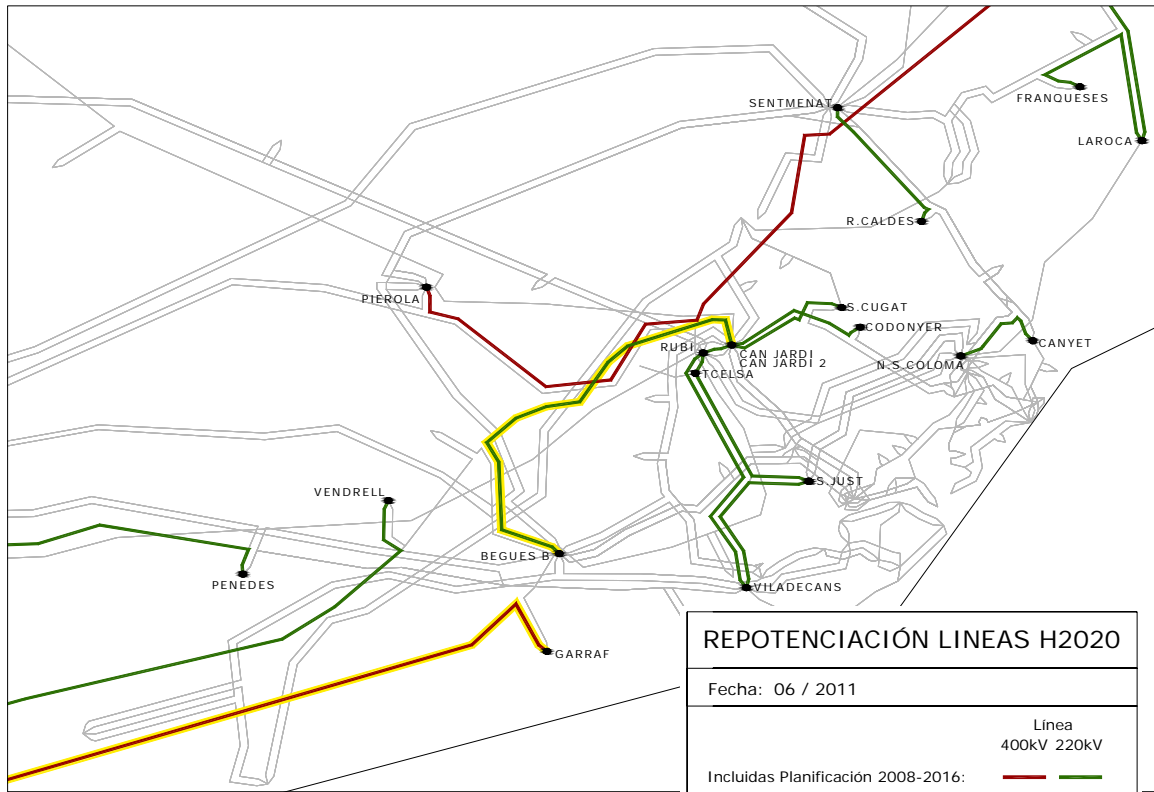 SENTMENAT
FRANQUESES
LAROCA
R.CALDES
PIEROLA
S.CUGAT
CODONYER
RUBI
CAN JARDI
CAN JARDI 2
CANYET
N.S.COLOMA
TCELSA
S.JUST
VENDRELL
BEGUES B
PENEDES
VILADECANS
GARRAF
REPOTENCIACIÓN LINEAS H2020
Fecha: 06 / 2011
Línea
400kV 220kV
Incluidas Planificación 2008-2016: